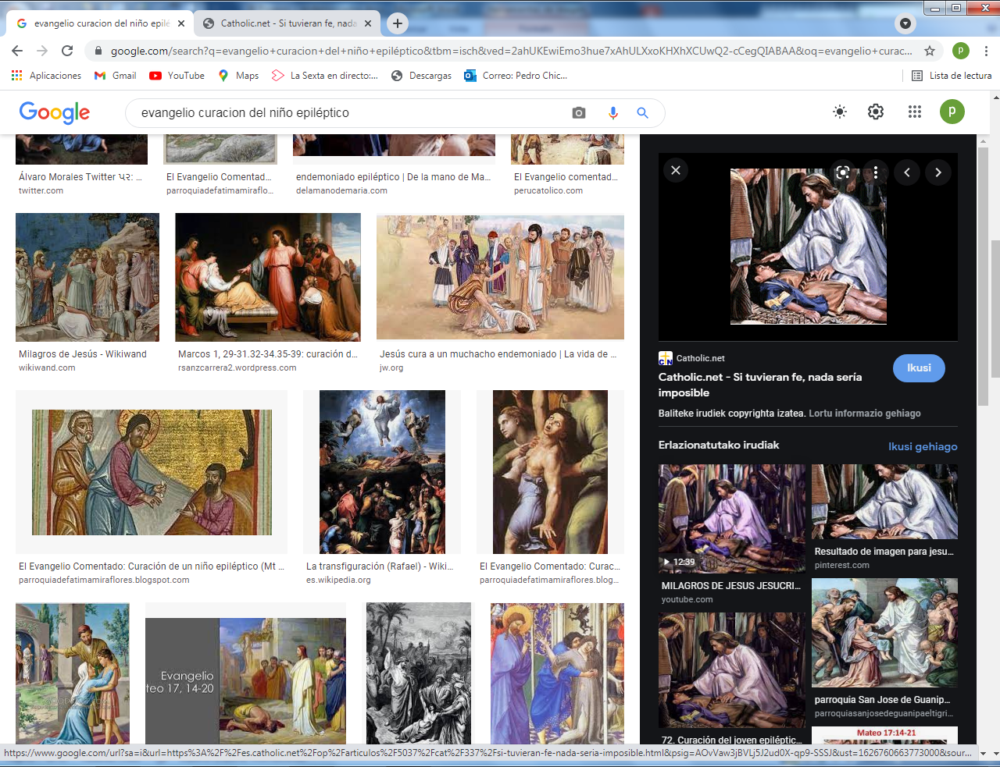 evangelio curacion del niño epilé
Catholic.net - Si tuvieran fe, nada
google.com/search?q=evangelio+curacion+del+niño+epiléptico&tbm=isch&ved=2ahUKEwiEmo3hue7xAhULXxoKHXhXCUwQ2-cCegQIABAA&oq=evangelio+curac...
P
Aplicaciones
Gmail
YouTube
Maps
La Sexta en directo:...
Descargas
Correo: Pedro Chic...
Lista de lectura
Google
evangelio curacion del niño epiléptico
P
Álvaro Morales Twitter પર: ...
twitter.com
El Evangelio Comentad...
parroquiadefatimamiraflo...
endemoniado epiléptico | De la mano de Ma...
delamanodemaria.com
El Evangelio comentad...
perucatolico.com
Milagros de Jesús - Wikiwand
wikiwand.com
Marcos 1, 29-31.32-34.35-39: curación d...
rsanzcarrera2.wordpress.com
Jesús cura a un muchacho endemoniado | La vida de ...
jw.org
El Evangelio Comentado: Curación de un niño epiléptico (Mt ...
parroquiadefatimamiraflores.blogspot.com
La transfiguración (Rafael) - Wiki...
es.wikipedia.org
El Evangelio Comentado: Curac...
parroquiadefatimamiraflores.blog...
Evangelio
teo 17, 14-20
CN
Catholic.net
Catholic.net - Si tuvieran fe, nada sería
imposible
Ikusi
Baliteke irudiek copyrighta izatea. Lortu informazio gehiago
Erlazionatutako irudiak
Ikusi gehiago
12:39
MILAGROS DE JESUS JESUCRI...
youtube.com
Resultado de imagen para jesu...
pinterest.com
72. Curación del joven epiléptic...
parroquia San Jose de Guanip...
parroquiasanjosedeguanipaeltigri...
Mateo 17:14-21
https://www.google.com/url?sa=i&url=https%3A%2F%2Fes.catholic.net%2Fop%2Farticulos%2F5037%2Fcat%2F337%2Fsi-tuvieran-fe-nada-seria-imposible.html&psig=AOvVaw3jBVLj5J2ud0X-qp9-SSSJ&ust=1626760663773000&sour...